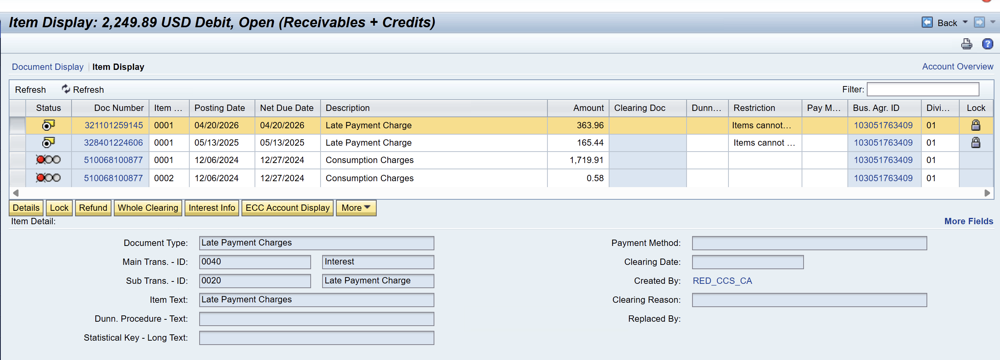 Item Display: 2,249.89 USD Debit, Open (Receivables + Credits)
Back
Document Display Item Display Account Overview
Refresh Refresh Filter:
Status Doc Number Item ... Posting Date Net Due Date Description Amount Clearing Doc Dunn... Restriction Pay M... Bus. Agr. ID Divi... Lock
321101259145 0001 04/20/2026 04/20/2026 Late Payment Charge 363.96 Items cannot... 103051763409 01
328401224606 0001 05/13/2025 05/13/2025 Late Payment Charge 165.44 Items cannot ... 103051763409 01
510068100877 0001 12/06/2024 12/27/2024 Consumption Charges 1,719.91 103051763409 01
510068100877 0002 12/06/2024 12/27/2024 Consumption Charges 0.58 103051763409 01
Details Lock Refund Whole Clearing Interest Info ECC Account Display More
Item Detail: More Fields
Document Type: Late Payment Charges Payment Method:
Main Trans. - ID: 0040 Interest Clearing Date:
Sub Trans. - ID: 0020 Late Payment Charge Created By: RED_CCS_CA
Item Text: Late Payment Charges Clearing Reason:
Dunn. Procedure - Text: Replaced By:
Statistical Key - Long Text: